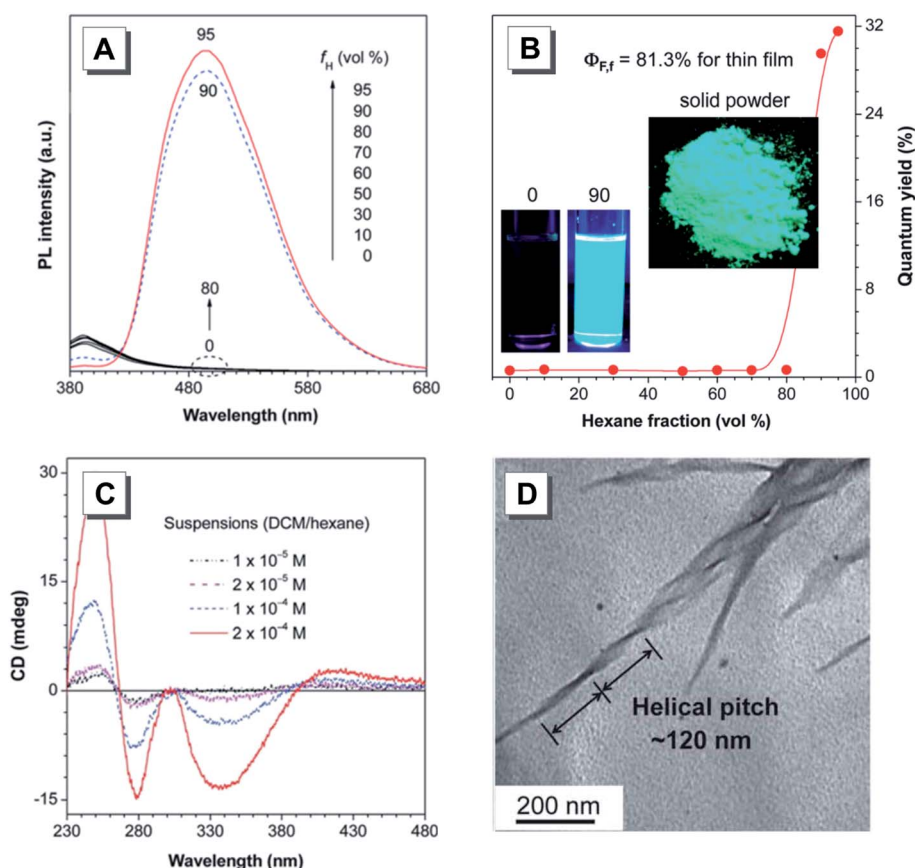 A
95
90
f_H (vol %)
95
90
80
70
60
50
30
10
0
80
0
PL intensity (a.u.)
380
480
580
680
Wavelength (nm)
B
Φ_F,f = 81.3% for thin film
solid powder
0
90
32
24
16
8
0
Quantum yield (%)
0
20
40
60
80
100
Hexane fraction (vol %)
C
30
15
0
-15
CD (mdeg)
Suspensions (DCM/hexane)
1 x 10⁻⁵ M
2 x 10⁻⁵ M
1 x 10⁻⁴ M
2 x 10⁻⁴ M
230
280
330
380
430
480
Wavelength (nm)
D
Helical pitch
~120 nm
200 nm